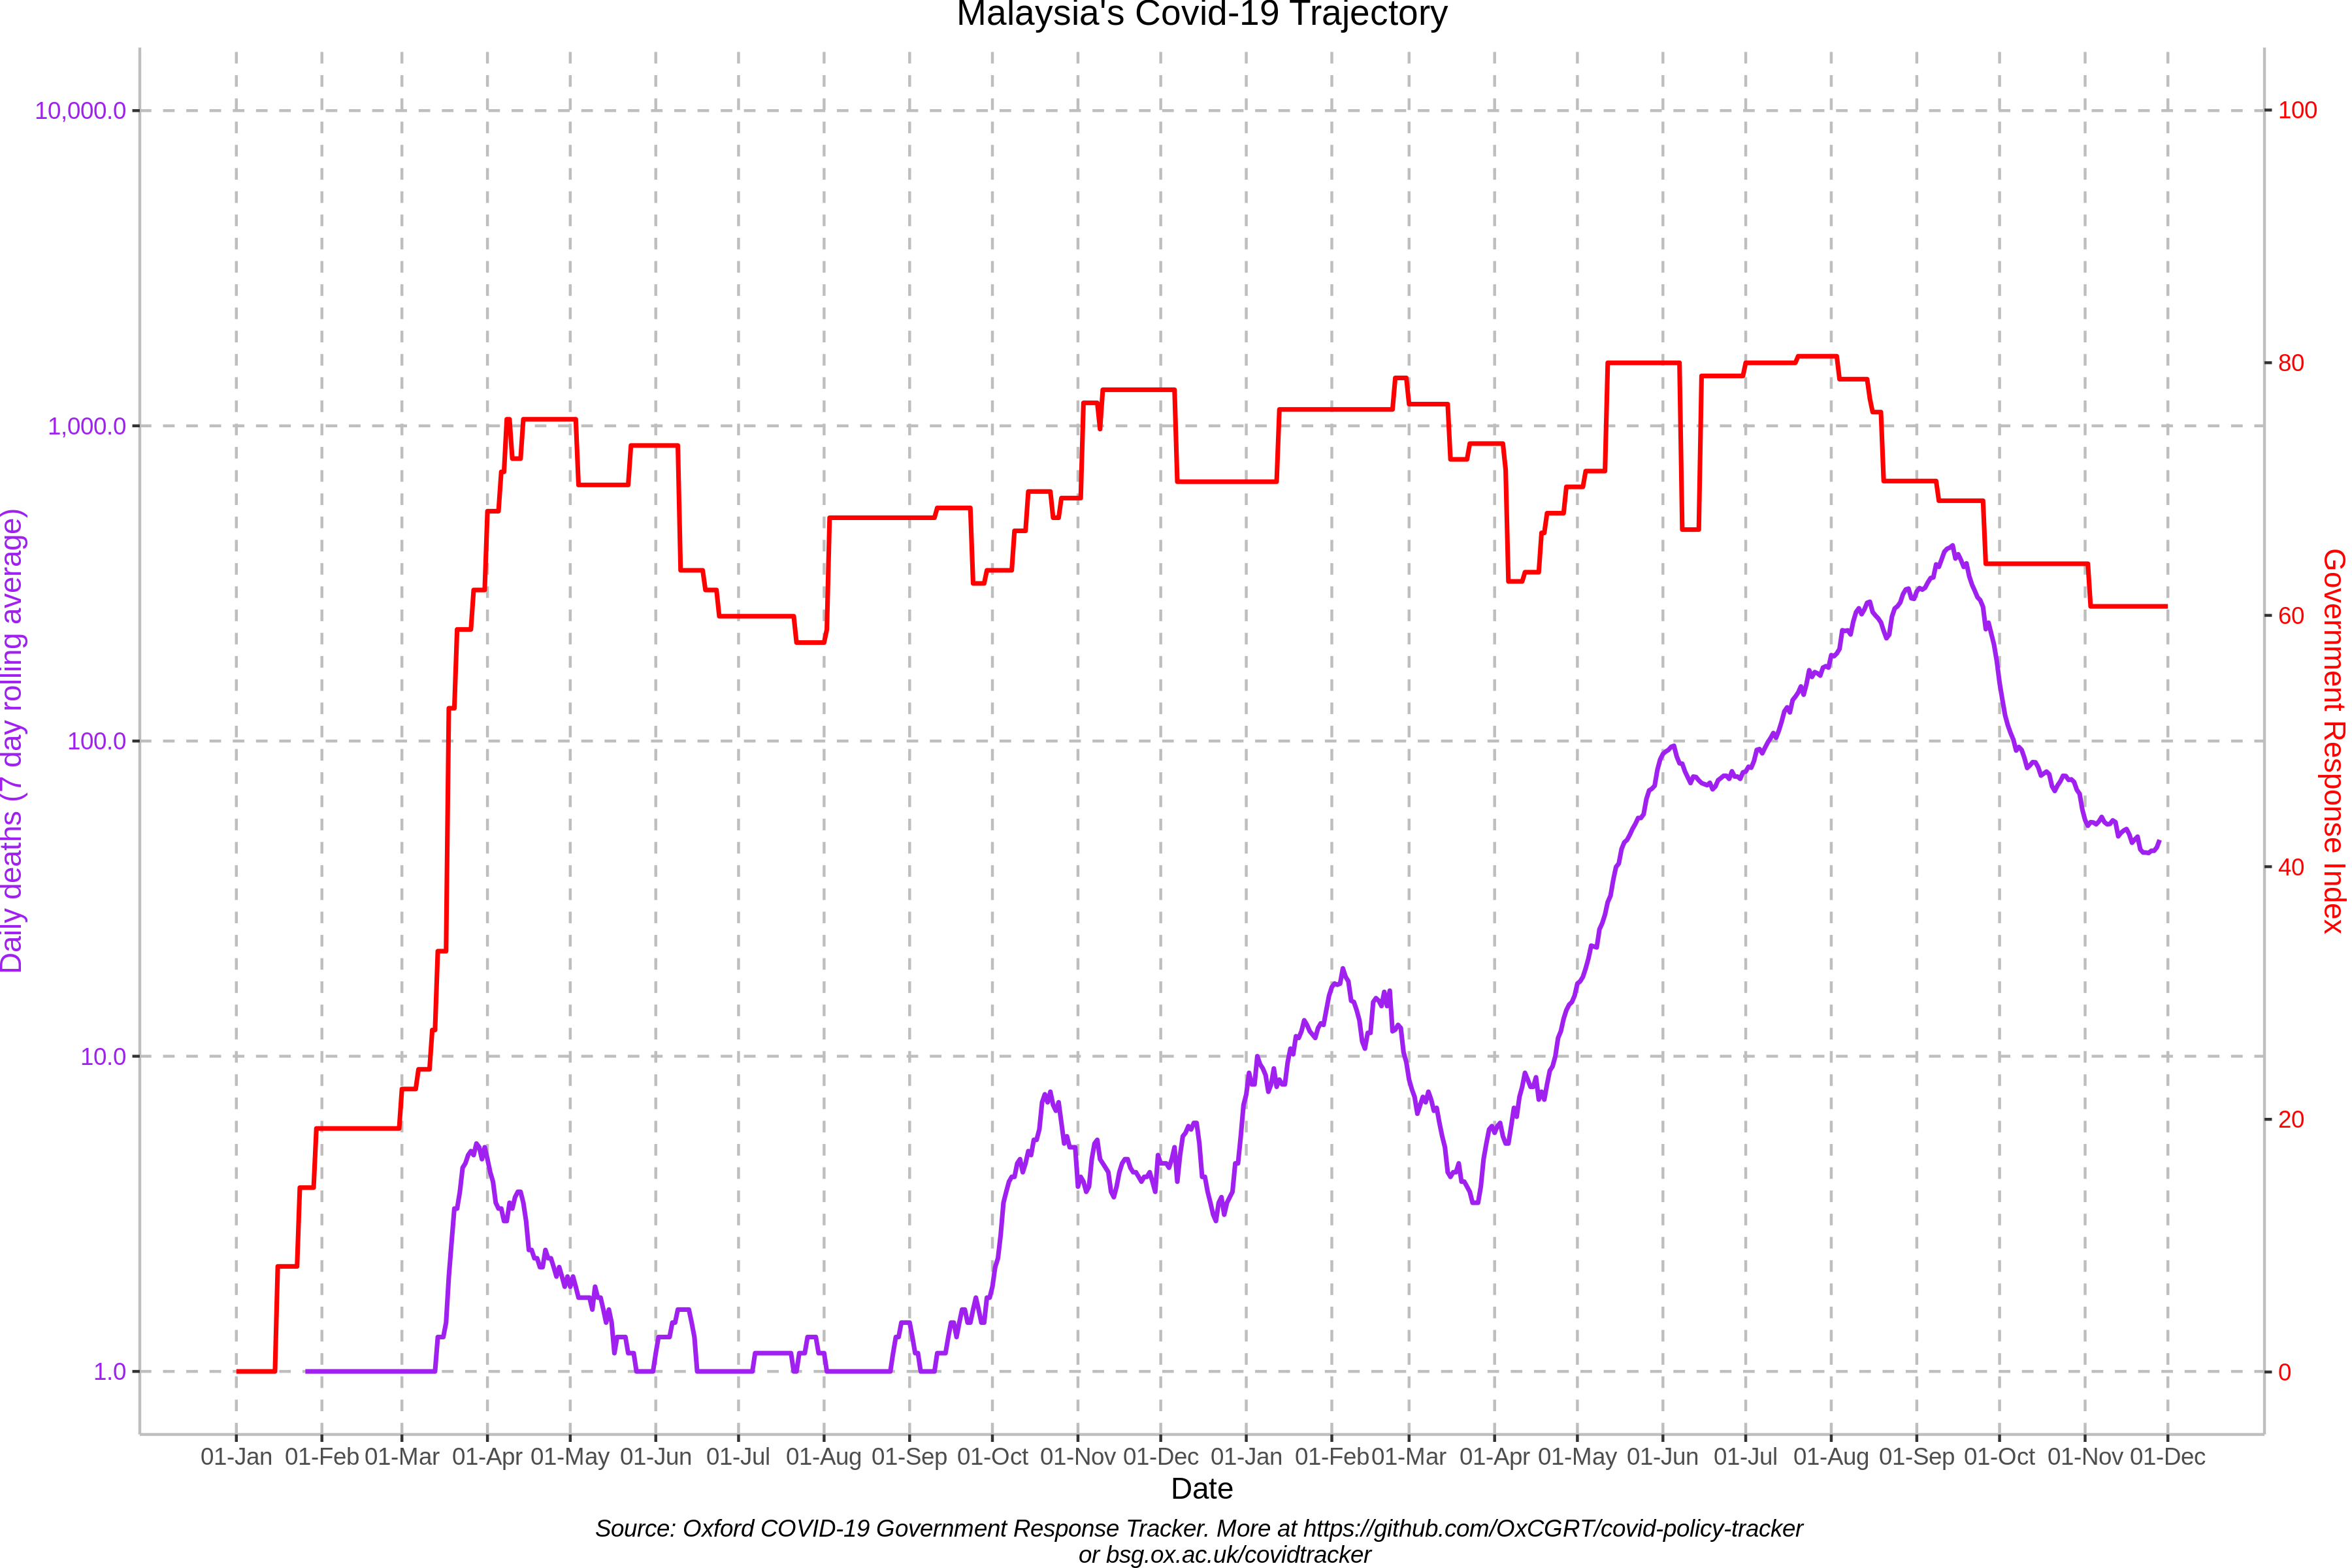 Malaysia's Covid-19 Trajectory
10,000.0
1,000.0
100.0
10.0
1.0
Daily deaths (7 day rolling average)
100
80
60
40
20
0
Government Response Index
01-Jan 01-Feb 01-Mar 01-Apr 01-May 01-Jun 01-Jul 01-Aug 01-Sep 01-Oct 01-Nov 01-Dec 01-Jan 01-Feb 01-Mar 01-Apr 01-May 01-Jun 01-Jul 01-Aug 01-Sep 01-Oct 01-Nov 01-Dec
Date
Source: Oxford COVID-19 Government Response Tracker. More at https://github.com/OxCGRT/covid-policy-tracker
or bsg.ox.ac.uk/covidtracker